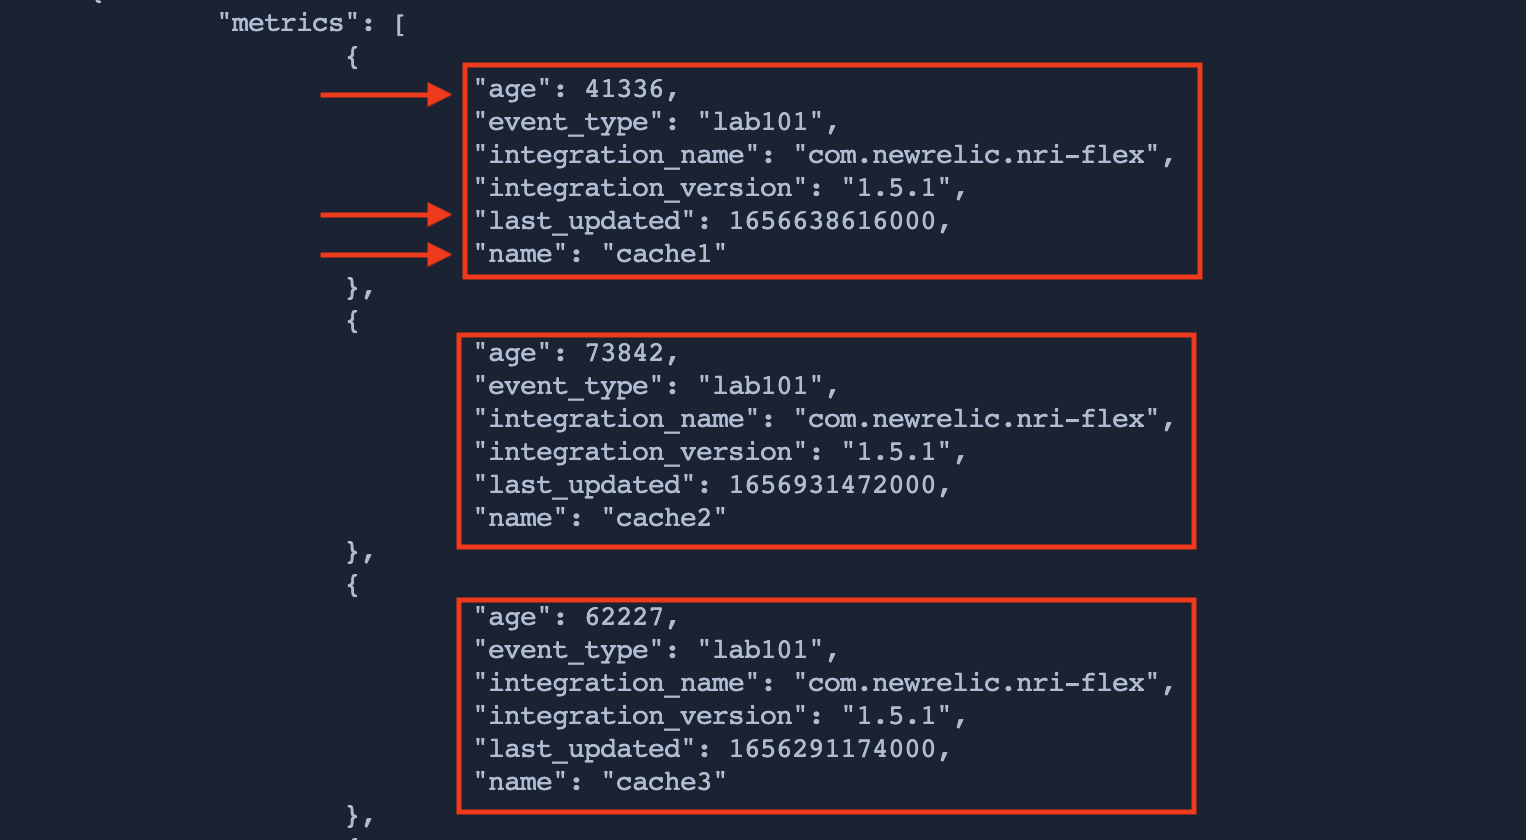 "metrics": [
{
"age": 41336,
"event_type": "lab101",
"integration_name": "com.newrelic.nri-flex",
"integration_version": "1.5.1",
"last_updated": 1656638616000,
"name": "cache1"
},
{
"age": 73842,
"event_type": "lab101",
"integration_name": "com.newrelic.nri-flex",
"integration_version": "1.5.1",
"last_updated": 1656931472000,
"name": "cache2"
},
{
"age": 62227,
"event_type": "lab101",
"integration_name": "com.newrelic.nri-flex",
"integration_version": "1.5.1",
"last_updated": 1656291174000,
"name": "cache3"
},